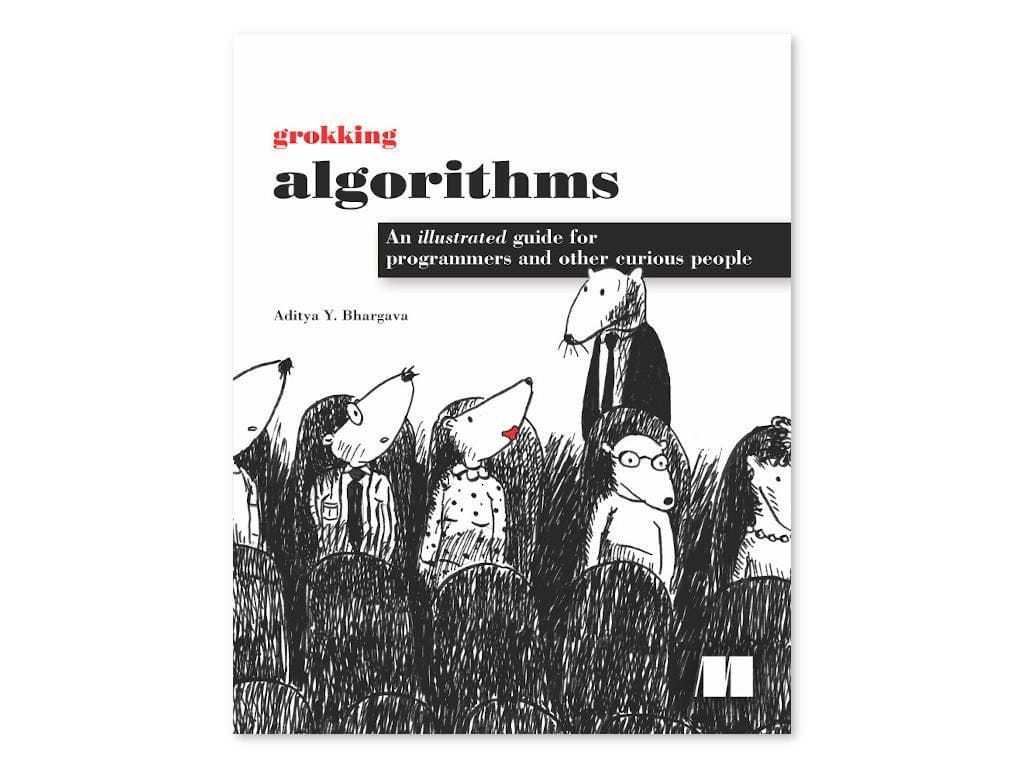 grokking
algorithms
An illustrated guide for
programmers and other curious people
Aditya Y. Bhargava